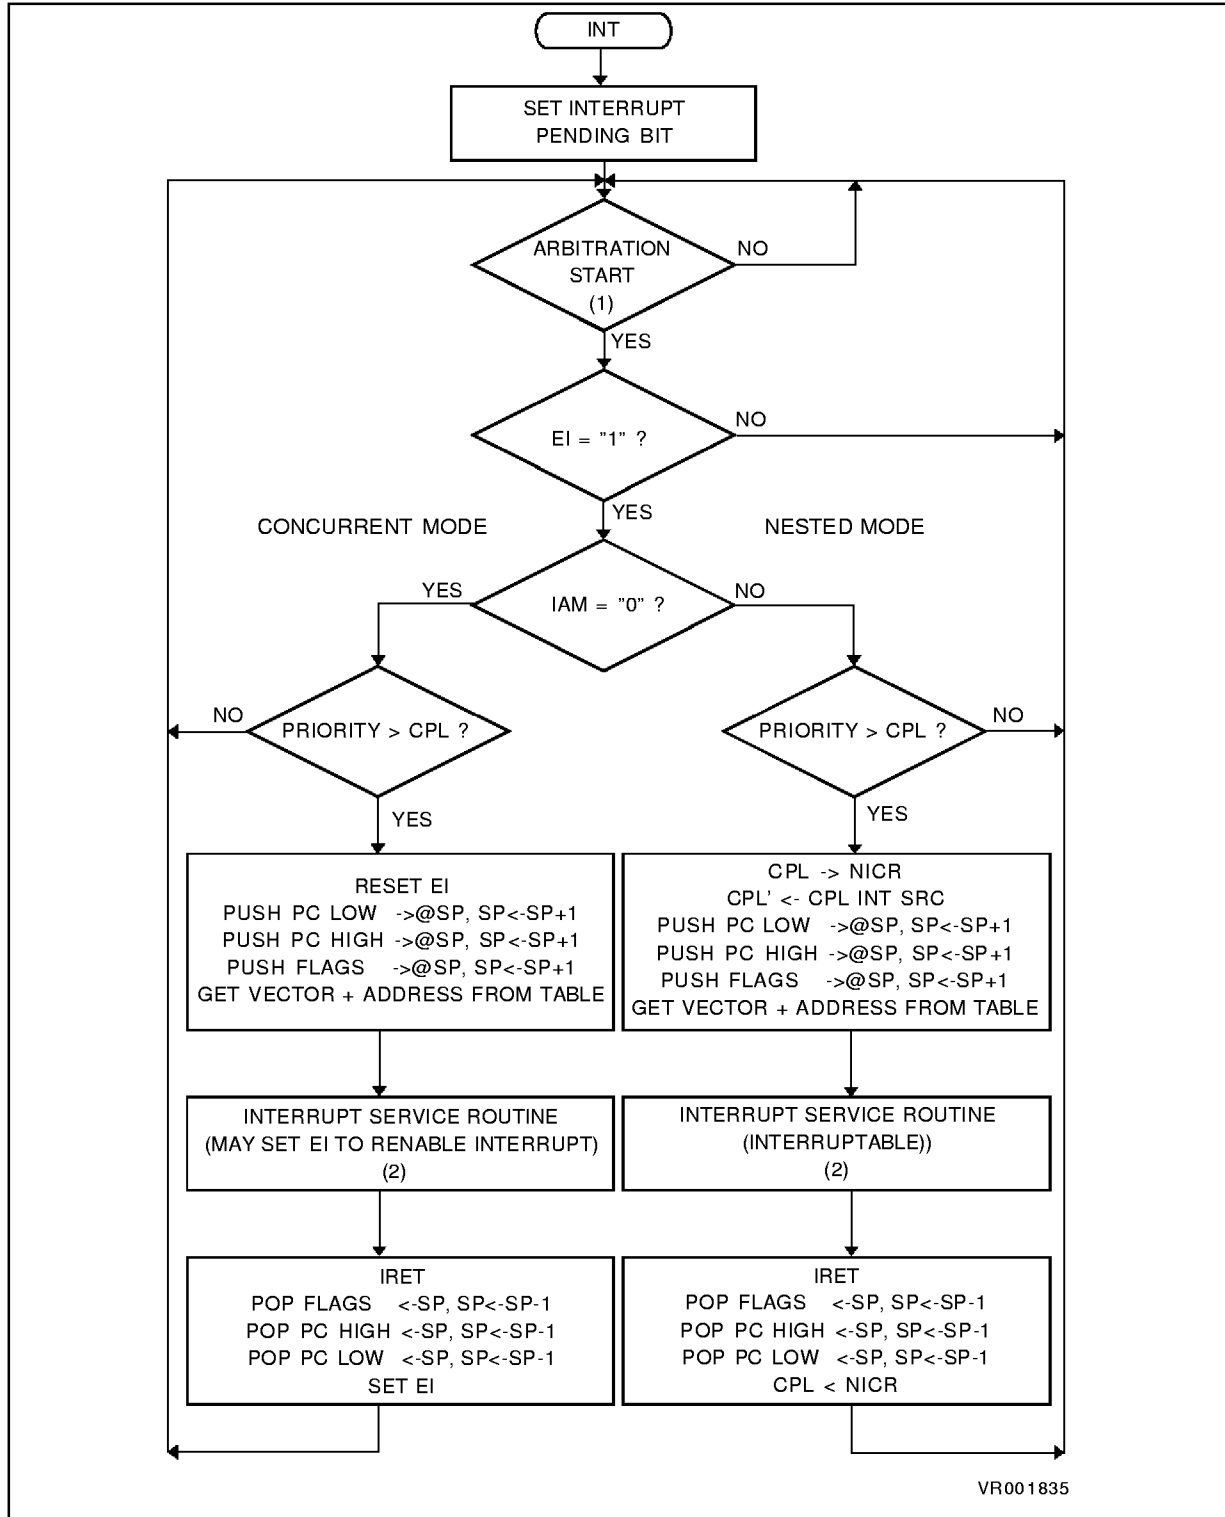 INT
SET INTERRUPT
PENDING BIT
ARBITRATION
START
(1)
NO
YES
EI = "1" ?
NO
YES
CONCURRENT MODE
NESTED MODE
YES
IAM = "0" ?
NO
NO
PRIORITY > CPL ?
PRIORITY > CPL ?
NO
YES
YES
RESET EI
PUSH PC LOW ->@SP, SP<-SP+1
PUSH PC HIGH ->@SP, SP<-SP+1
PUSH FLAGS ->@SP, SP<-SP+1
GET VECTOR + ADDRESS FROM TABLE
CPL -> NICR
CPL' <- CPL INT SRC
PUSH PC LOW ->@SP, SP<-SP+1
PUSH PC HIGH ->@SP, SP<-SP+1
PUSH FLAGS ->@SP, SP<-SP+1
GET VECTOR + ADDRESS FROM TABLE
INTERRUPT SERVICE ROUTINE
(MAY SET EI TO RENABLE INTERRUPT)
(2)
INTERRUPT SERVICE ROUTINE
(INTERRUPTABLE))
(2)
IRET
POP FLAGS <-SP, SP<-SP-1
POP PC HIGH <-SP, SP<-SP-1
POP PC LOW <-SP, SP<-SP-1
SET EI
IRET
POP FLAGS <-SP, SP<-SP-1
POP PC HIGH <-SP, SP<-SP-1
POP PC LOW <-SP, SP<-SP-1
CPL < NICR
VR001835